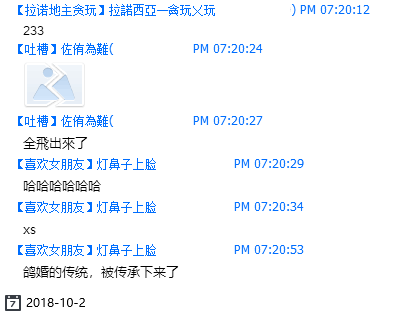 【拉诺地主贪玩】拉諾西亞一貪玩㐅玩 ) PM 07:20:12
233
【吐槽】佐侑為難( PM 07:20:24
【吐槽】佐侑為難( PM 07:20:27
全飛出來了
【喜欢女朋友】灯鼻子上脸 PM 07:20:29
哈哈哈哈哈哈
【喜欢女朋友】灯鼻子上脸 PM 07:20:34
xs
【喜欢女朋友】灯鼻子上脸 PM 07:20:53
鸽婚的传统，被传承下来了
7 2018-10-2